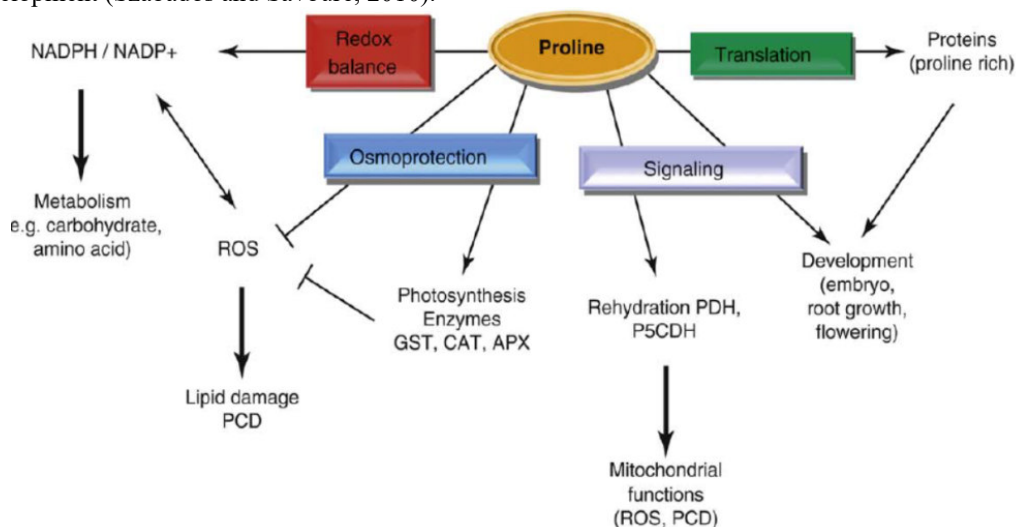 NADPH / NADP+
Redox
balance
Proline
Translation
Proteins
(proline rich)
Osmoprotection
Signaling
Metabolism
e.g. carbohydrate,
amino acid)
ROS
Photosynthesis
Enzymes
GST, CAT, APX
Rehydration PDH,
P5CDH
Development
(embryo,
root growth,
flowering)
Lipid damage
PCD
Mitochondrial
functions
(ROS, PCD)